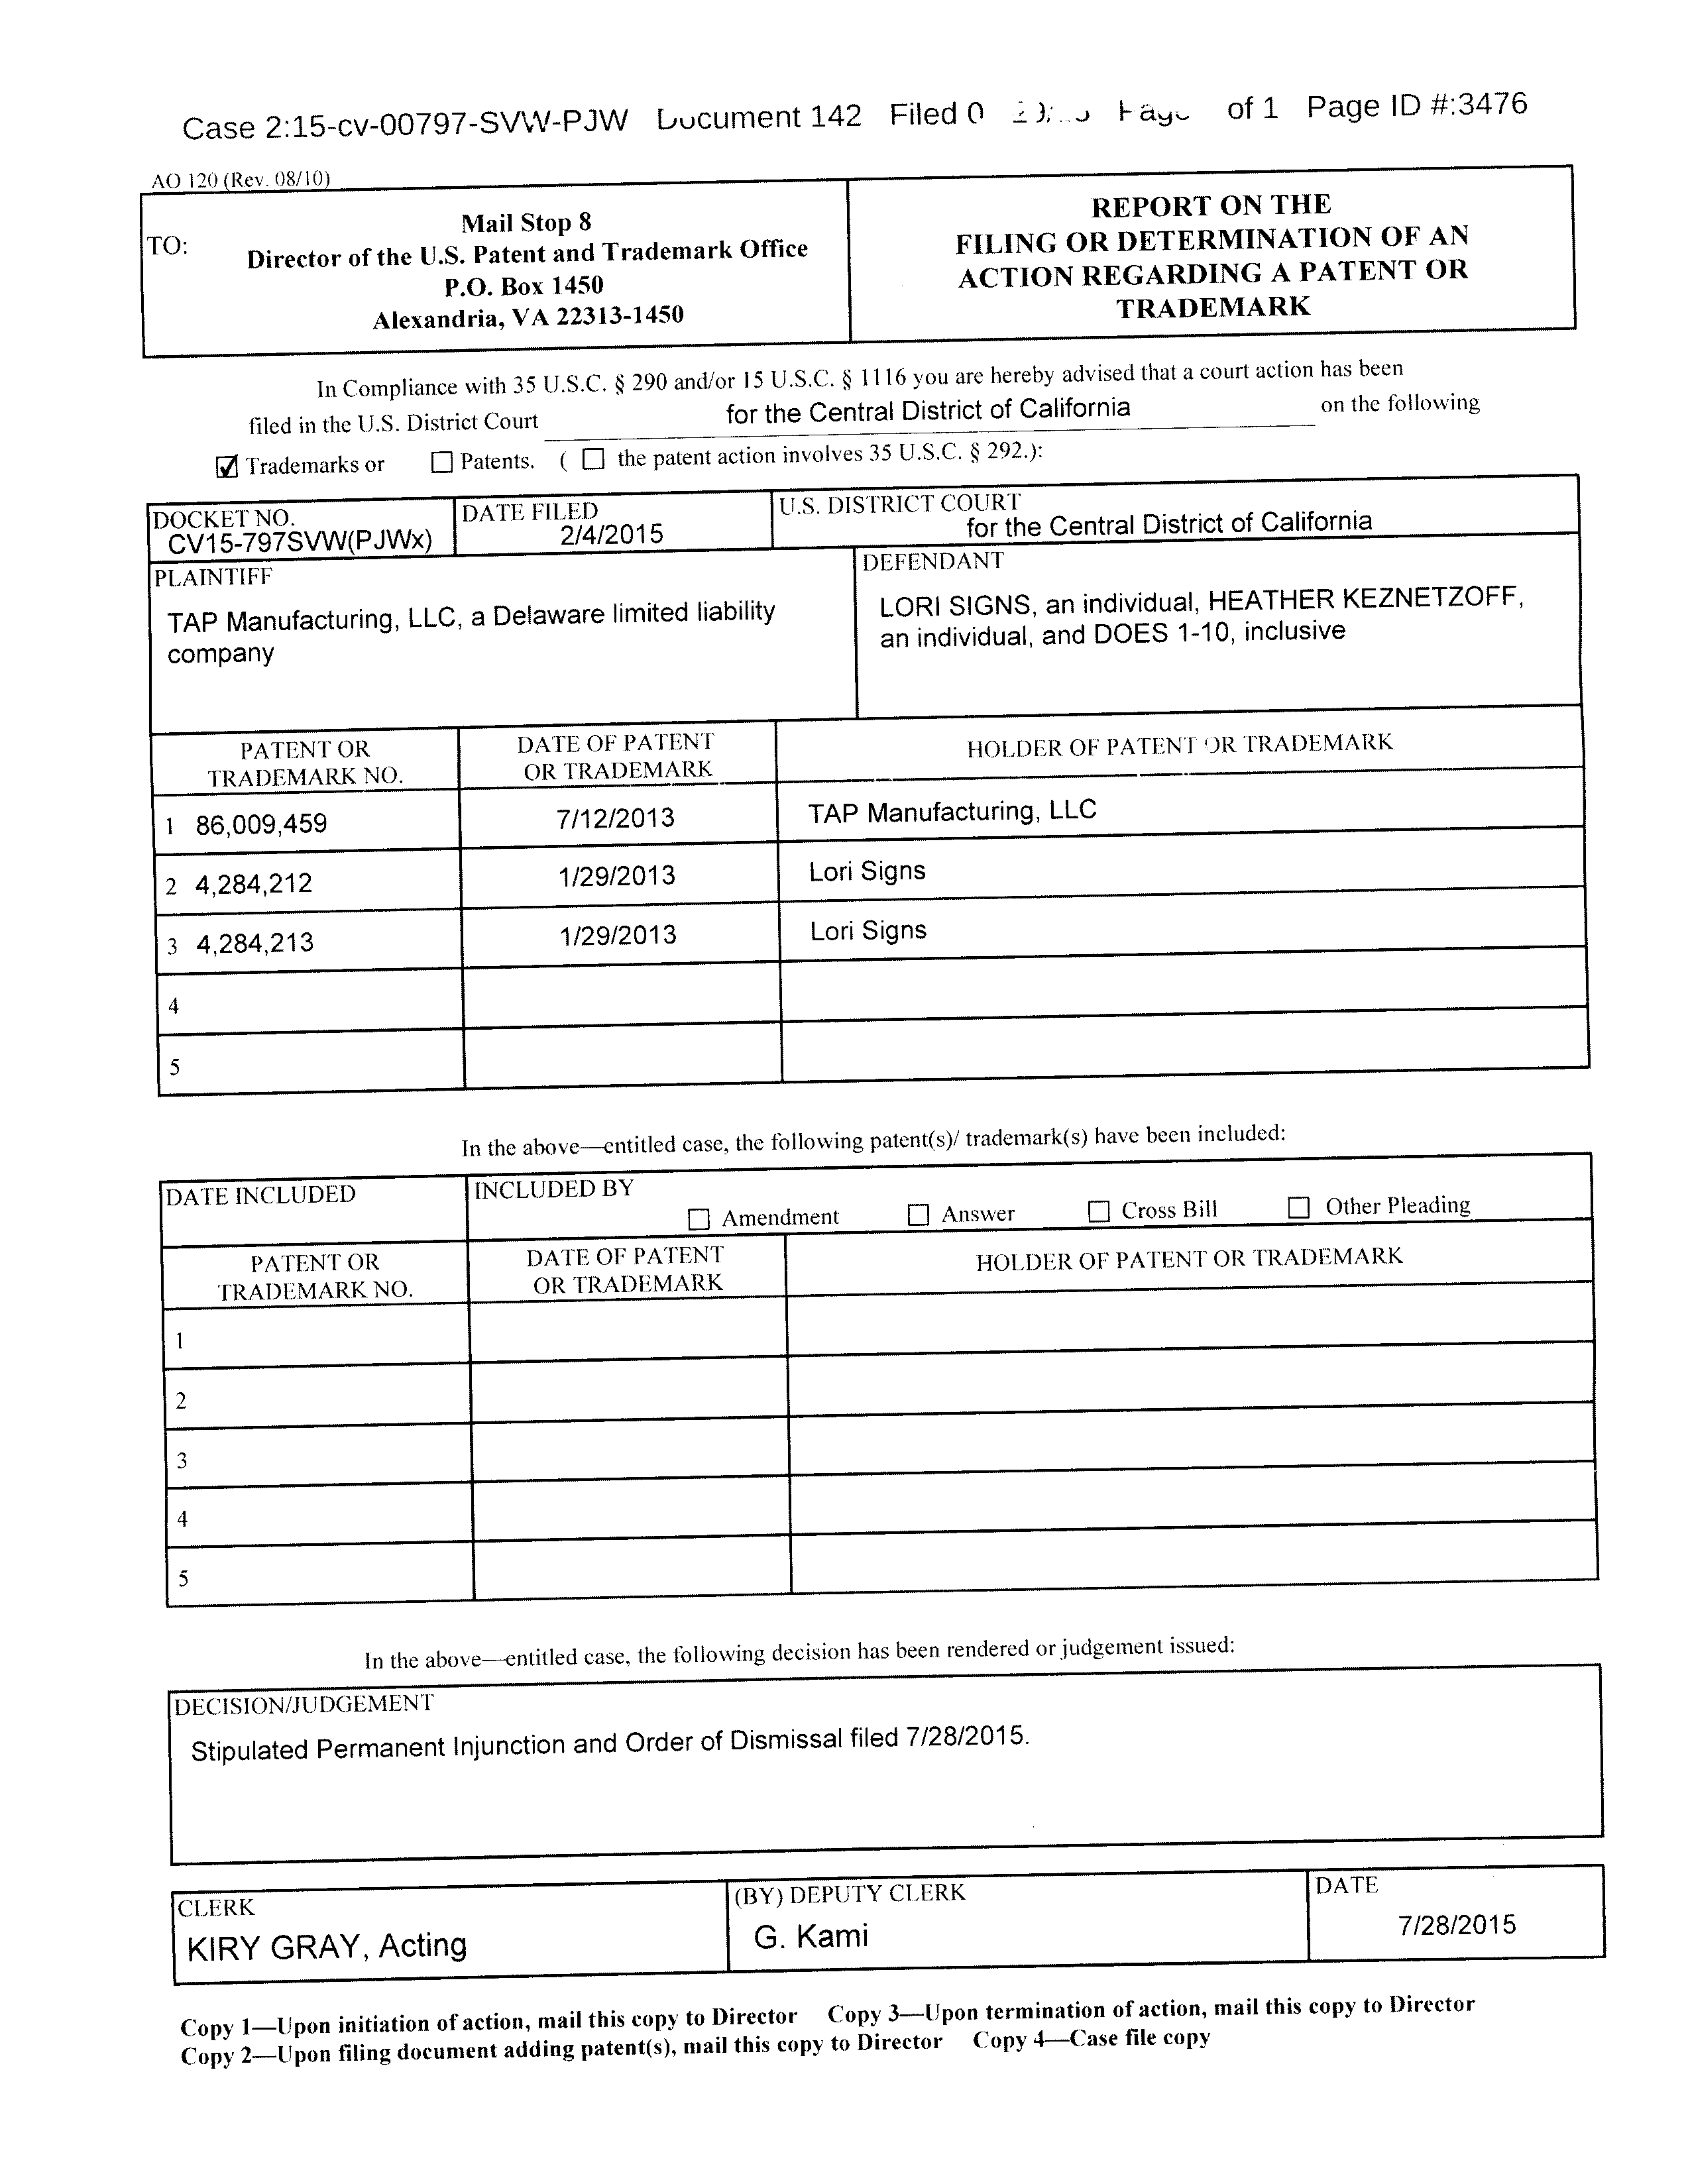 Case 2:15-cv-00797-SVW-PJW Document 142 Filed 0 of 1 Page ID #:3476
AO 120 (Rev. 08/10)
TO:
Mail Stop 8
Director of the U.S. Patent and Trademark Office
P.O. Box 1450
Alexandria, VA 22313-1450
REPORT ON THE
FILING OR DETERMINATION OF AN
ACTION REGARDING A PATENT OR
TRADEMARK
In Compliance with 35 U.S.C. § 290 and/or 15 U.S.C. § 1116 you are hereby advised that a court action has been
filed in the U.S. District Court for the Central District of California on the following
☑ Trademarks or ☐ Patents. ( ☐ the patent action involves 35 U.S.C. § 292.):
DOCKET NO.
CV15-797SVW(PJWx)
DATE FILED
2/4/2015
U.S. DISTRICT COURT
for the Central District of California
PLAINTIFF
TAP Manufacturing, LLC, a Delaware limited liability
company
DEFENDANT
LORI SIGNS, an individual, HEATHER KEZNETZOFF,
an individual, and DOES 1-10, inclusive
PATENT OR
TRADEMARK NO.
DATE OF PATENT
OR TRADEMARK
HOLDER OF PATENT OR TRADEMARK
1 86,009,459 7/12/2013 TAP Manufacturing, LLC
2 4,284,212 1/29/2013 Lori Signs
3 4,284,213 1/29/2013 Lori Signs
4
5
In the above—entitled case, the following patent(s)/ trademark(s) have been included:
DATE INCLUDED
INCLUDED BY
☐ Amendment ☐ Answer ☐ Cross Bill ☐ Other Pleading
PATENT OR
TRADEMARK NO.
DATE OF PATENT
OR TRADEMARK
HOLDER OF PATENT OR TRADEMARK
1
2
3
4
5
In the above—entitled case, the following decision has been rendered or judgement issued:
DECISION/JUDGEMENT
Stipulated Permanent Injunction and Order of Dismissal filed 7/28/2015.
CLERK
KIRY GRAY, Acting
(BY) DEPUTY CLERK
G. Kami
DATE
7/28/2015
Copy 1—Upon initiation of action, mail this copy to Director Copy 3—Upon termination of action, mail this copy to Director
Copy 2—Upon filing document adding patent(s), mail this copy to Director Copy 4—Case file copy